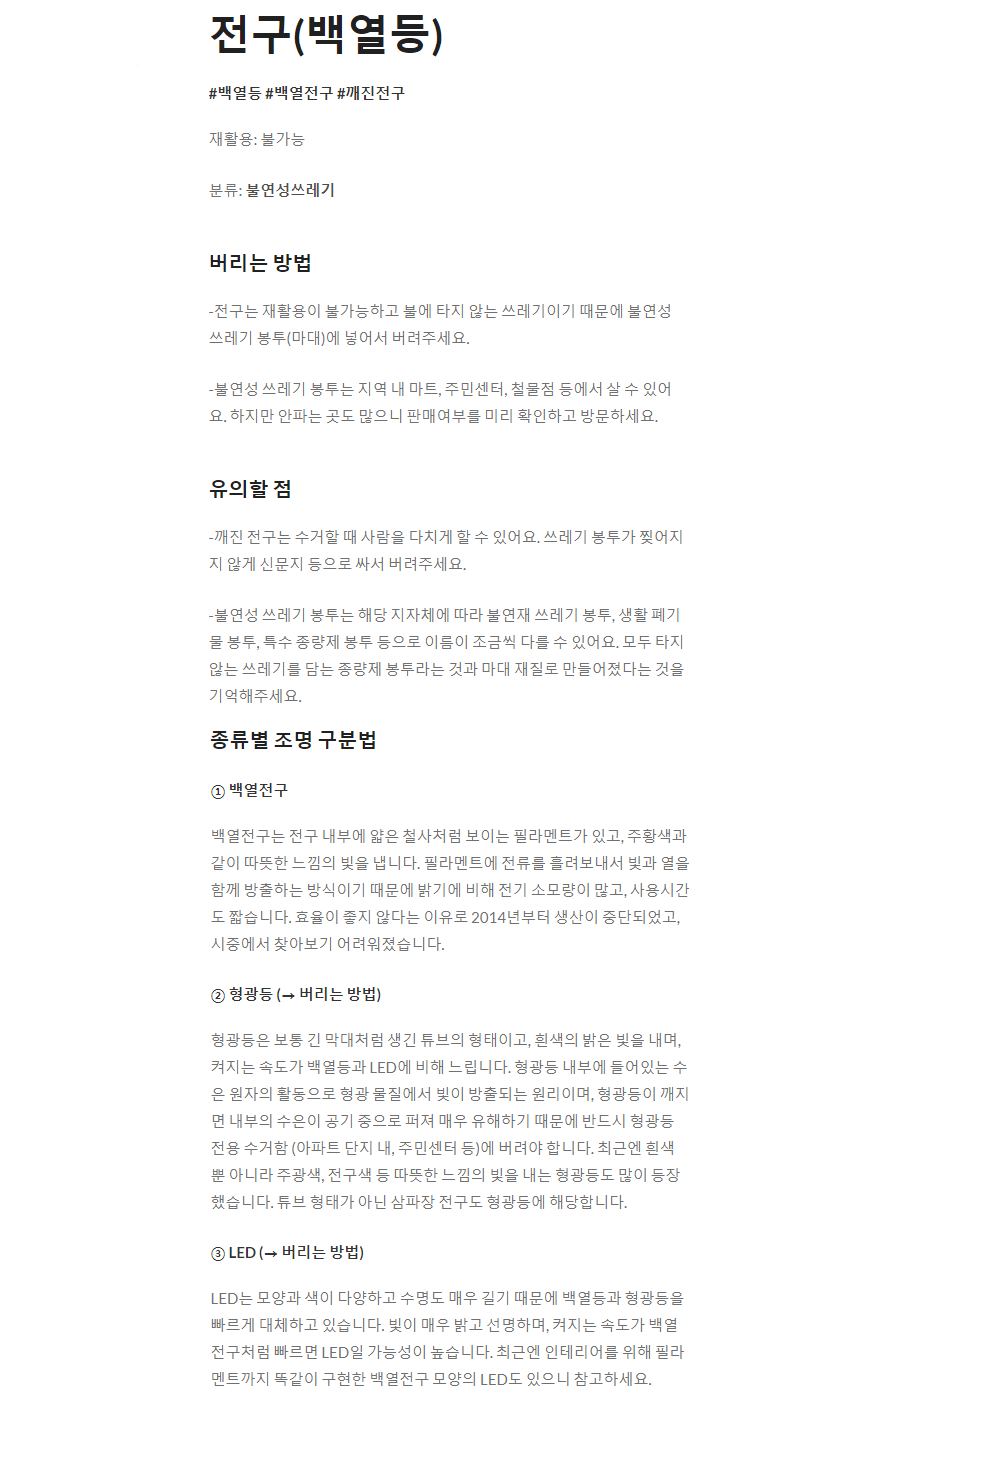 전구(백열등)
#백열등 #백열전구 #깨진전구
재활용: 불가능
분류: 불연성쓰레기
버리는 방법
-전구는 재활용이 불가능하고 불에 타지 않는 쓰레기이기 때문에 불연성
쓰레기 봉투(마대)에 넣어서 버려주세요.
-불연성 쓰레기 봉투는 지역 내 마트, 주민센터, 철물점 등에서 살 수 있어
요. 하지만 안파는 곳도 많으니 판매여부를 미리 확인하고 방문하세요.
유의할 점
-깨진 전구는 수거할 때 사람을 다치게 할 수 있어요. 쓰레기 봉투가 찢어지
지 않게 신문지 등으로 싸서 버려주세요.
-불연성 쓰레기 봉투는 해당 지자체에 따라 불연재 쓰레기 봉투, 생활 폐기
물 봉투, 특수 종량제 봉투 등으로 이름이 조금씩 다를 수 있어요. 모두 타지
않는 쓰레기를 담는 종량제 봉투라는 것과 마대 재질로 만들어졌다는 것을
기억해주세요.
종류별 조명 구분법
① 백열전구
백열전구는 전구 내부에 얇은 철사처럼 보이는 필라멘트가 있고, 주황색과
같이 따뜻한 느낌의 빛을 냅니다. 필라멘트에 전류를 흘려보내서 빛과 열을
함께 방출하는 방식이기 때문에 밝기에 비해 전기 소모량이 많고, 사용시간
도 짧습니다. 효율이 좋지 않다는 이유로 2014년부터 생산이 중단되었고,
시중에서 찾아보기 어려워졌습니다.
② 형광등 (→ 버리는 방법)
형광등은 보통 긴 막대처럼 생긴 튜브의 형태이고, 흰색의 밝은 빛을 내며,
켜지는 속도가 백열등과 LED에 비해 느립니다. 형광등 내부에 들어있는 수
은 원자의 활동으로 형광 물질에서 빛이 방출되는 원리이며, 형광등이 깨지
면 내부의 수은이 공기 중으로 퍼져 매우 유해하기 때문에 반드시 형광등
전용 수거함 (아파트 단지 내, 주민센터 등)에 버려야 합니다. 최근엔 흰색
뿐 아니라 주광색, 전구색 등 따뜻한 느낌의 빛을 내는 형광등도 많이 등장
했습니다. 튜브 형태가 아닌 삼파장 전구도 형광등에 해당합니다.
③ LED (→ 버리는 방법)
LED는 모양과 색이 다양하고 수명도 매우 길기 때문에 백열등과 형광등을
빠르게 대체하고 있습니다. 빛이 매우 밝고 선명하며, 켜지는 속도가 백열
전구처럼 빠르면 LED일 가능성이 높습니다. 최근엔 인테리어를 위해 필라
멘트까지 똑같이 구현한 백열전구 모양의 LED도 있으니 참고하세요.